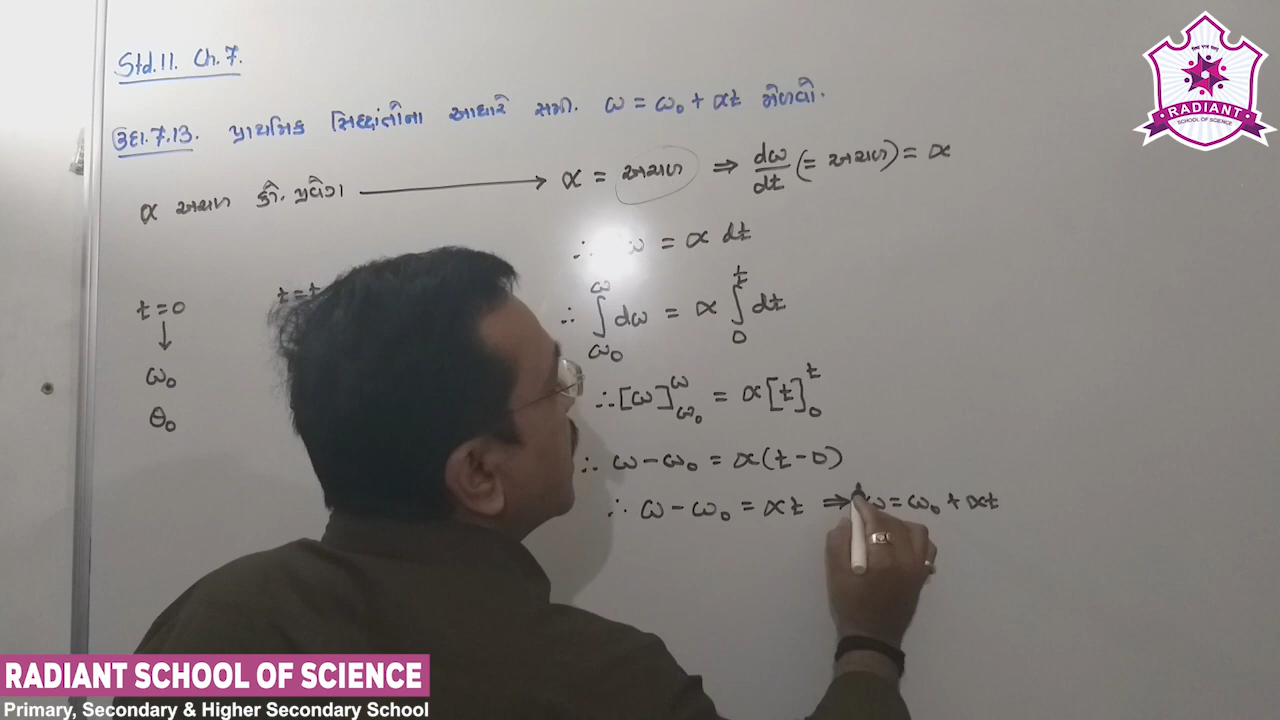 Std.11. Ch.7.
ઉદા.7.13. પ્રાથમિક સિદ્ધાંતોના આધારે સમી. ω = ω₀ + αt મેળવો.
α અચળ કો. પ્રવેગ ⟶ α = અચળ ⇒ dω/dt (= અચળ) = α
∴ ω = α dt
t=0 t=t
∴ ∫_{ω₀}^{ω} dω = α ∫_{0}^{t} dt
↓
ω₀
∴ [ω]_{ω₀}^{ω} = α[t]_{0}^{t}
θ₀
∴ ω − ω₀ = α(t − 0)
∴ ω − ω₀ = αt ⇒ ω = ω₀ + αt
RADIANT
SCHOOL OF SCIENCE
RADIANT SCHOOL OF SCIENCE
Primary, Secondary & Higher Secondary School